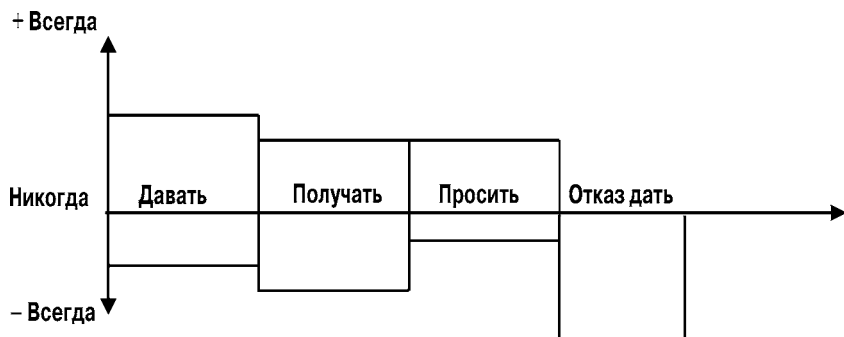 + Всегда
Никогда Давать Получать Просить Отказ дать
– Всегда